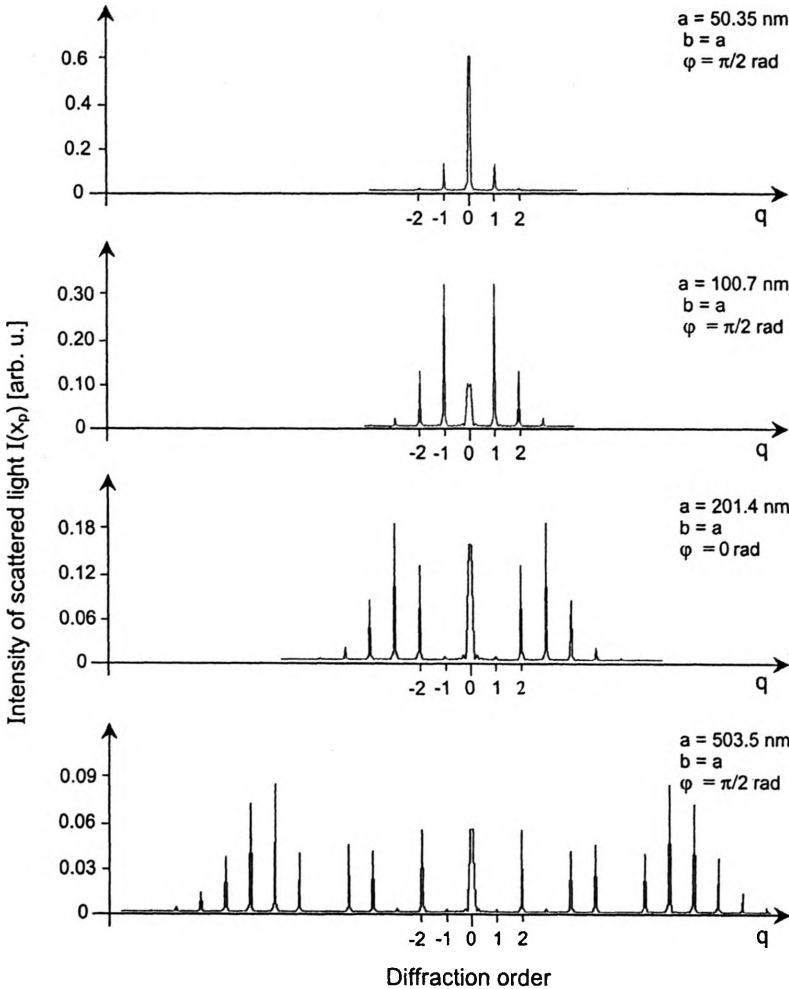 Intensity of scattered light I(xₚ) [arb. u.]
a = 50.35 nm
b = a
φ = π/2 rad
0.6
0.4
0.2
0
-2 -1 0 1 2
q
a = 100.7 nm
b = a
φ = π/2 rad
0.30
0.20
0.10
0
-2 -1 0 1 2
q
a = 201.4 nm
b = a
φ = 0 rad
0.18
0.12
0.06
0
-2 -1 0 1 2
q
a = 503.5 nm
b = a
φ = π/2 rad
0.09
0.06
0.03
0
-2 -1 0 1 2
q
Diffraction order